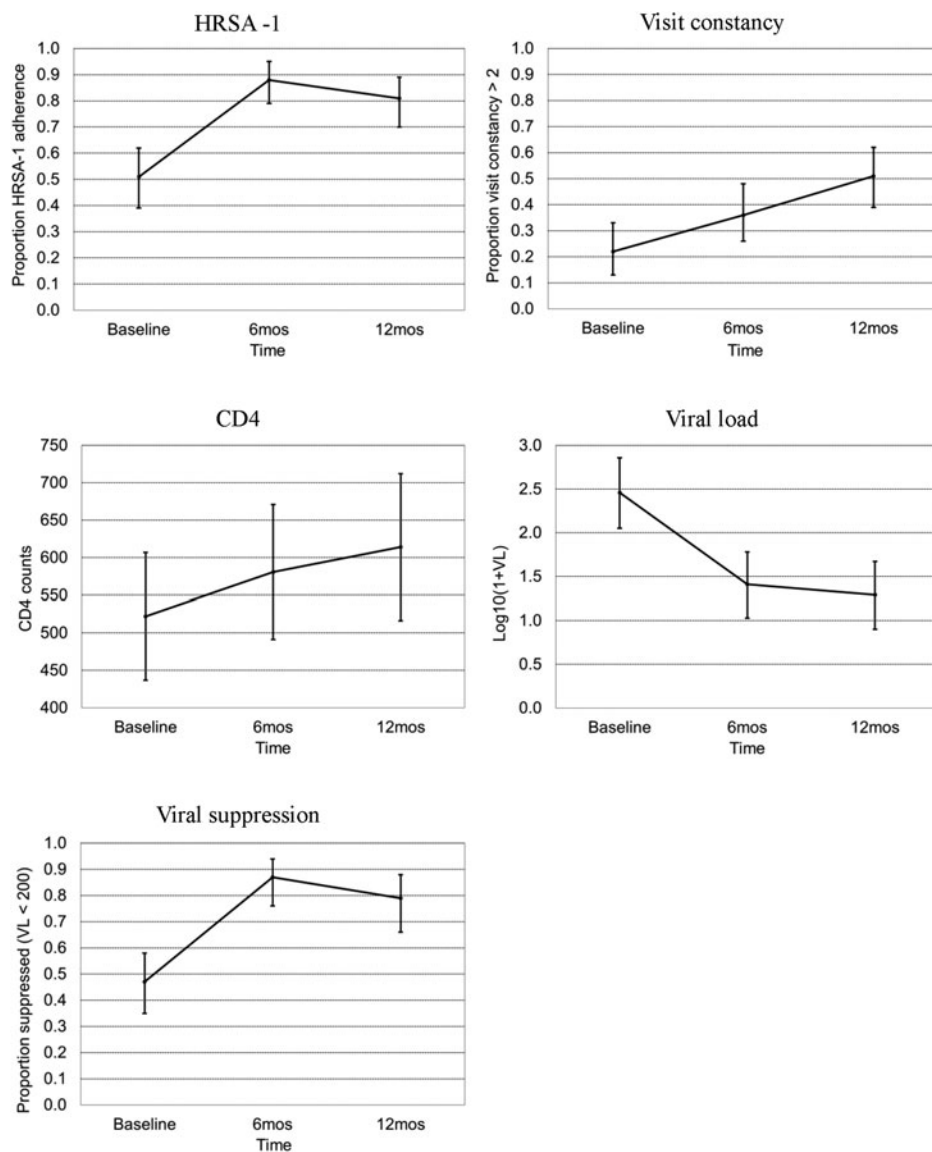 HRSA -1
Proportion HRSA-1 adherence
1.0
0.9
0.8
0.7
0.6
0.5
0.4
0.3
0.2
0.1
0.0
Baseline 6mos 12mos
Time
Visit constancy
Proportion visit constancy > 2
1.0
0.9
0.8
0.7
0.6
0.5
0.4
0.3
0.2
0.1
0.0
Baseline 6mos 12mos
Time
CD4
CD4 counts
750
700
650
600
550
500
450
400
Baseline 6mos 12mos
Time
Viral load
Log10(1+VL)
3.0
2.5
2.0
1.5
1.0
0.5
0.0
Baseline 6mos 12mos
Time
Viral suppression
Proportion suppressed (VL < 200)
1.0
0.9
0.8
0.7
0.6
0.5
0.4
0.3
0.2
0.1
0.0
Baseline 6mos 12mos
Time